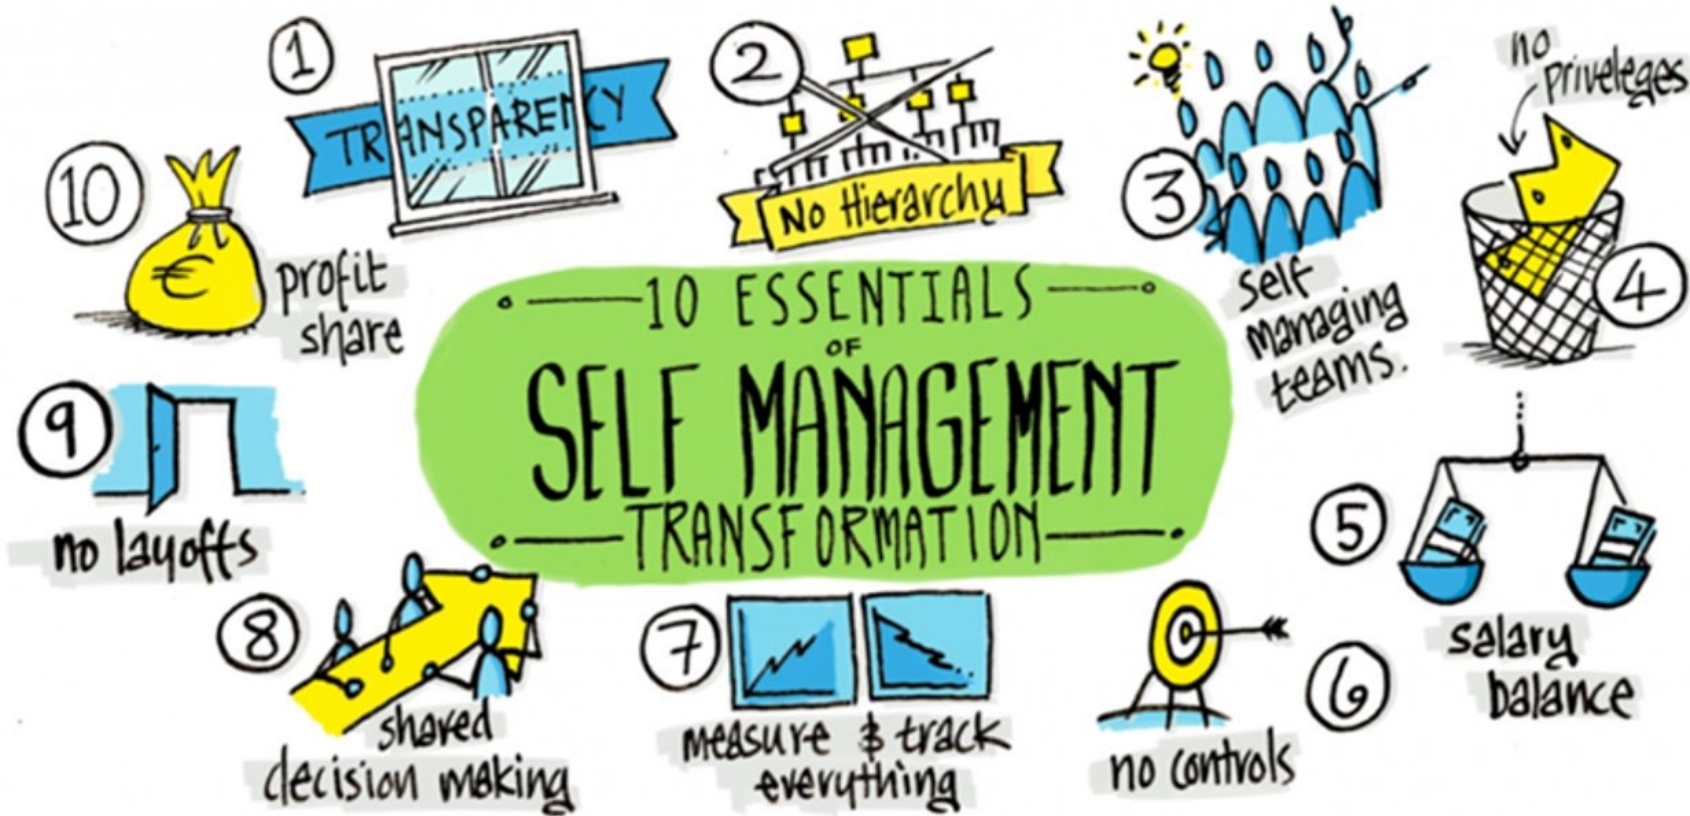 10 ESSENTIALS
OF
SELF MANAGEMENT
TRANSFORMATION
1
TRANSPARENCY
2
No Hierarchy
3
self
managing
teams.
no
priveleges
4
5
salary
balance
6
no controls
7
measure & track
everything
8
shared
decision making
9
no layoffs
10
€
profit
share